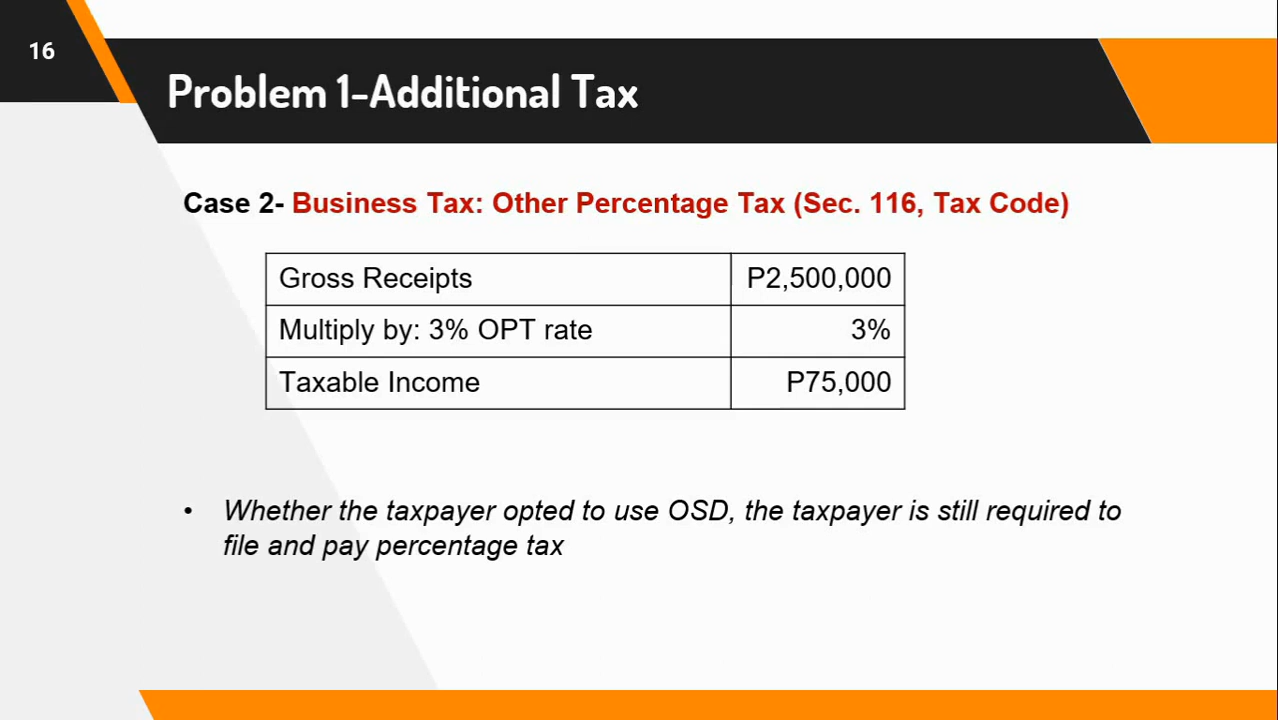 16
Problem 1-Additional Tax
Case 2- Business Tax: Other Percentage Tax (Sec. 116, Tax Code)
Gross Receipts P2,500,000
Multiply by: 3% OPT rate 3%
Taxable Income P75,000
• Whether the taxpayer opted to use OSD, the taxpayer is still required to
file and pay percentage tax